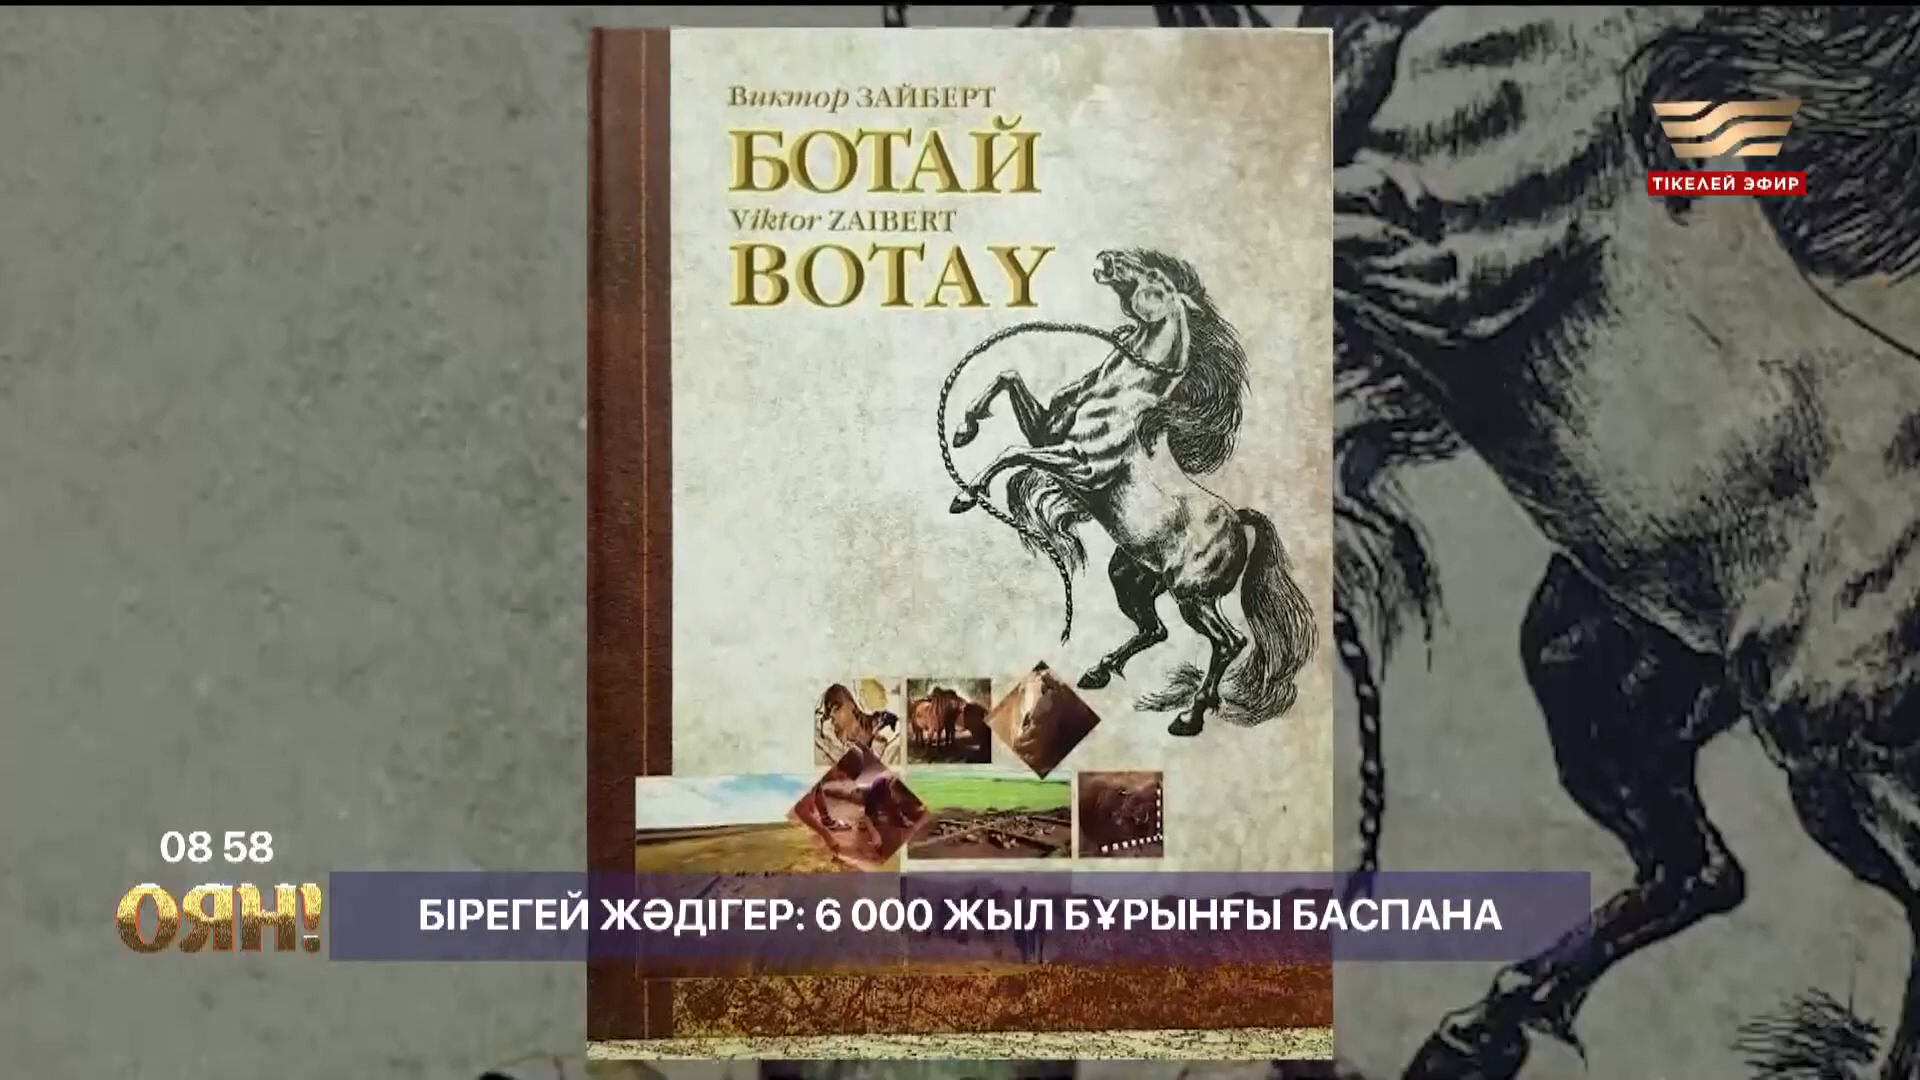 Виктор ЗАЙБЕРТ
БОТАЙ
Viktor ZAIBERT
BOTAY
ТІКЕЛЕЙ ЭФИР
08 58
ОЯН!
БІРЕГЕЙ ЖӘДІГЕР: 6 000 ЖЫЛ БҰРЫНҒЫ БАСПАНА